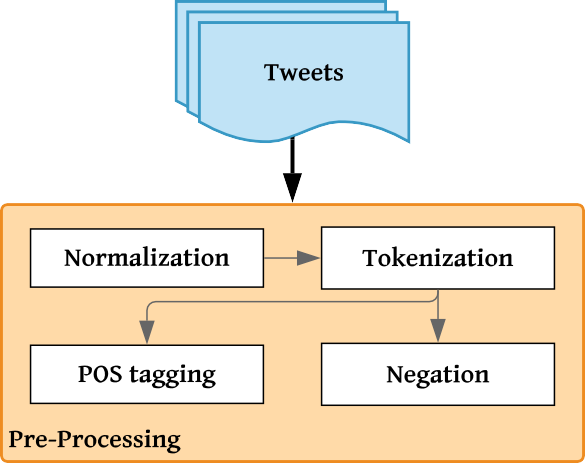 Tweets
Normalization
Tokenization
POS tagging
Negation
Pre-Processing